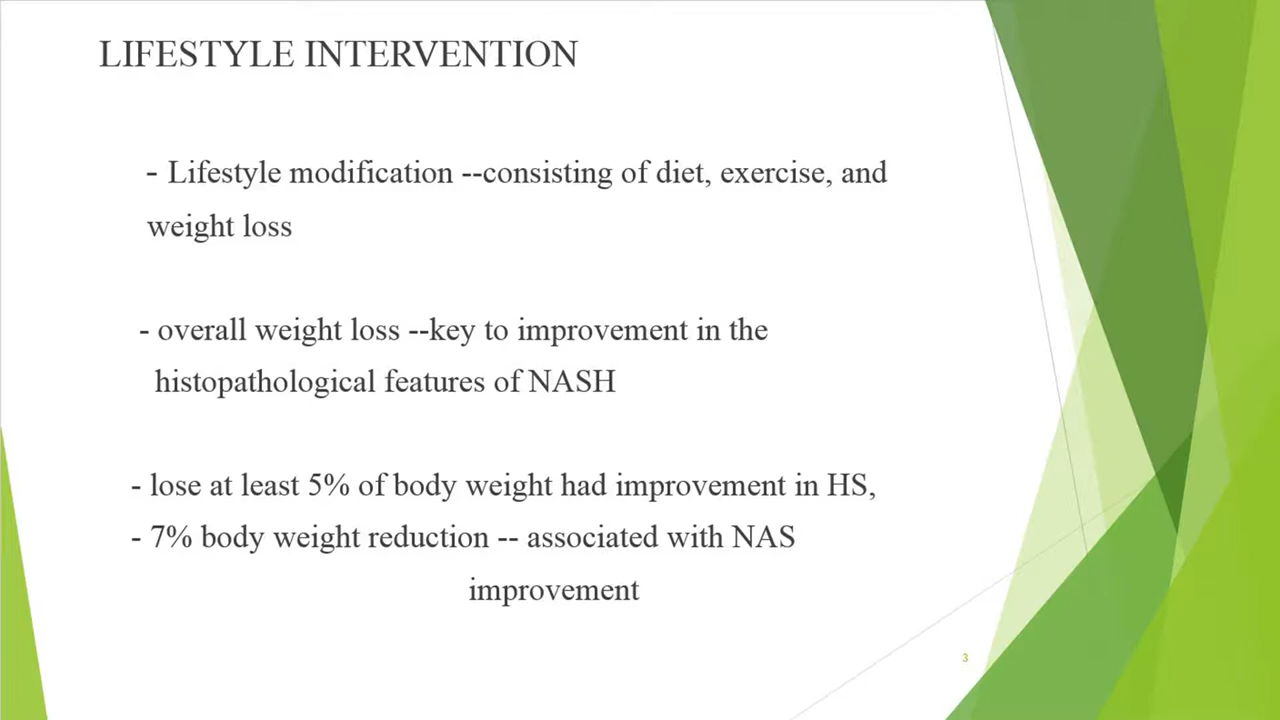 LIFESTYLE INTERVENTION
- Lifestyle modification --consisting of diet, exercise, and
weight loss
- overall weight loss --key to improvement in the
histopathological features of NASH
- lose at least 5% of body weight had improvement in HS,
- 7% body weight reduction -- associated with NAS
improvement
3